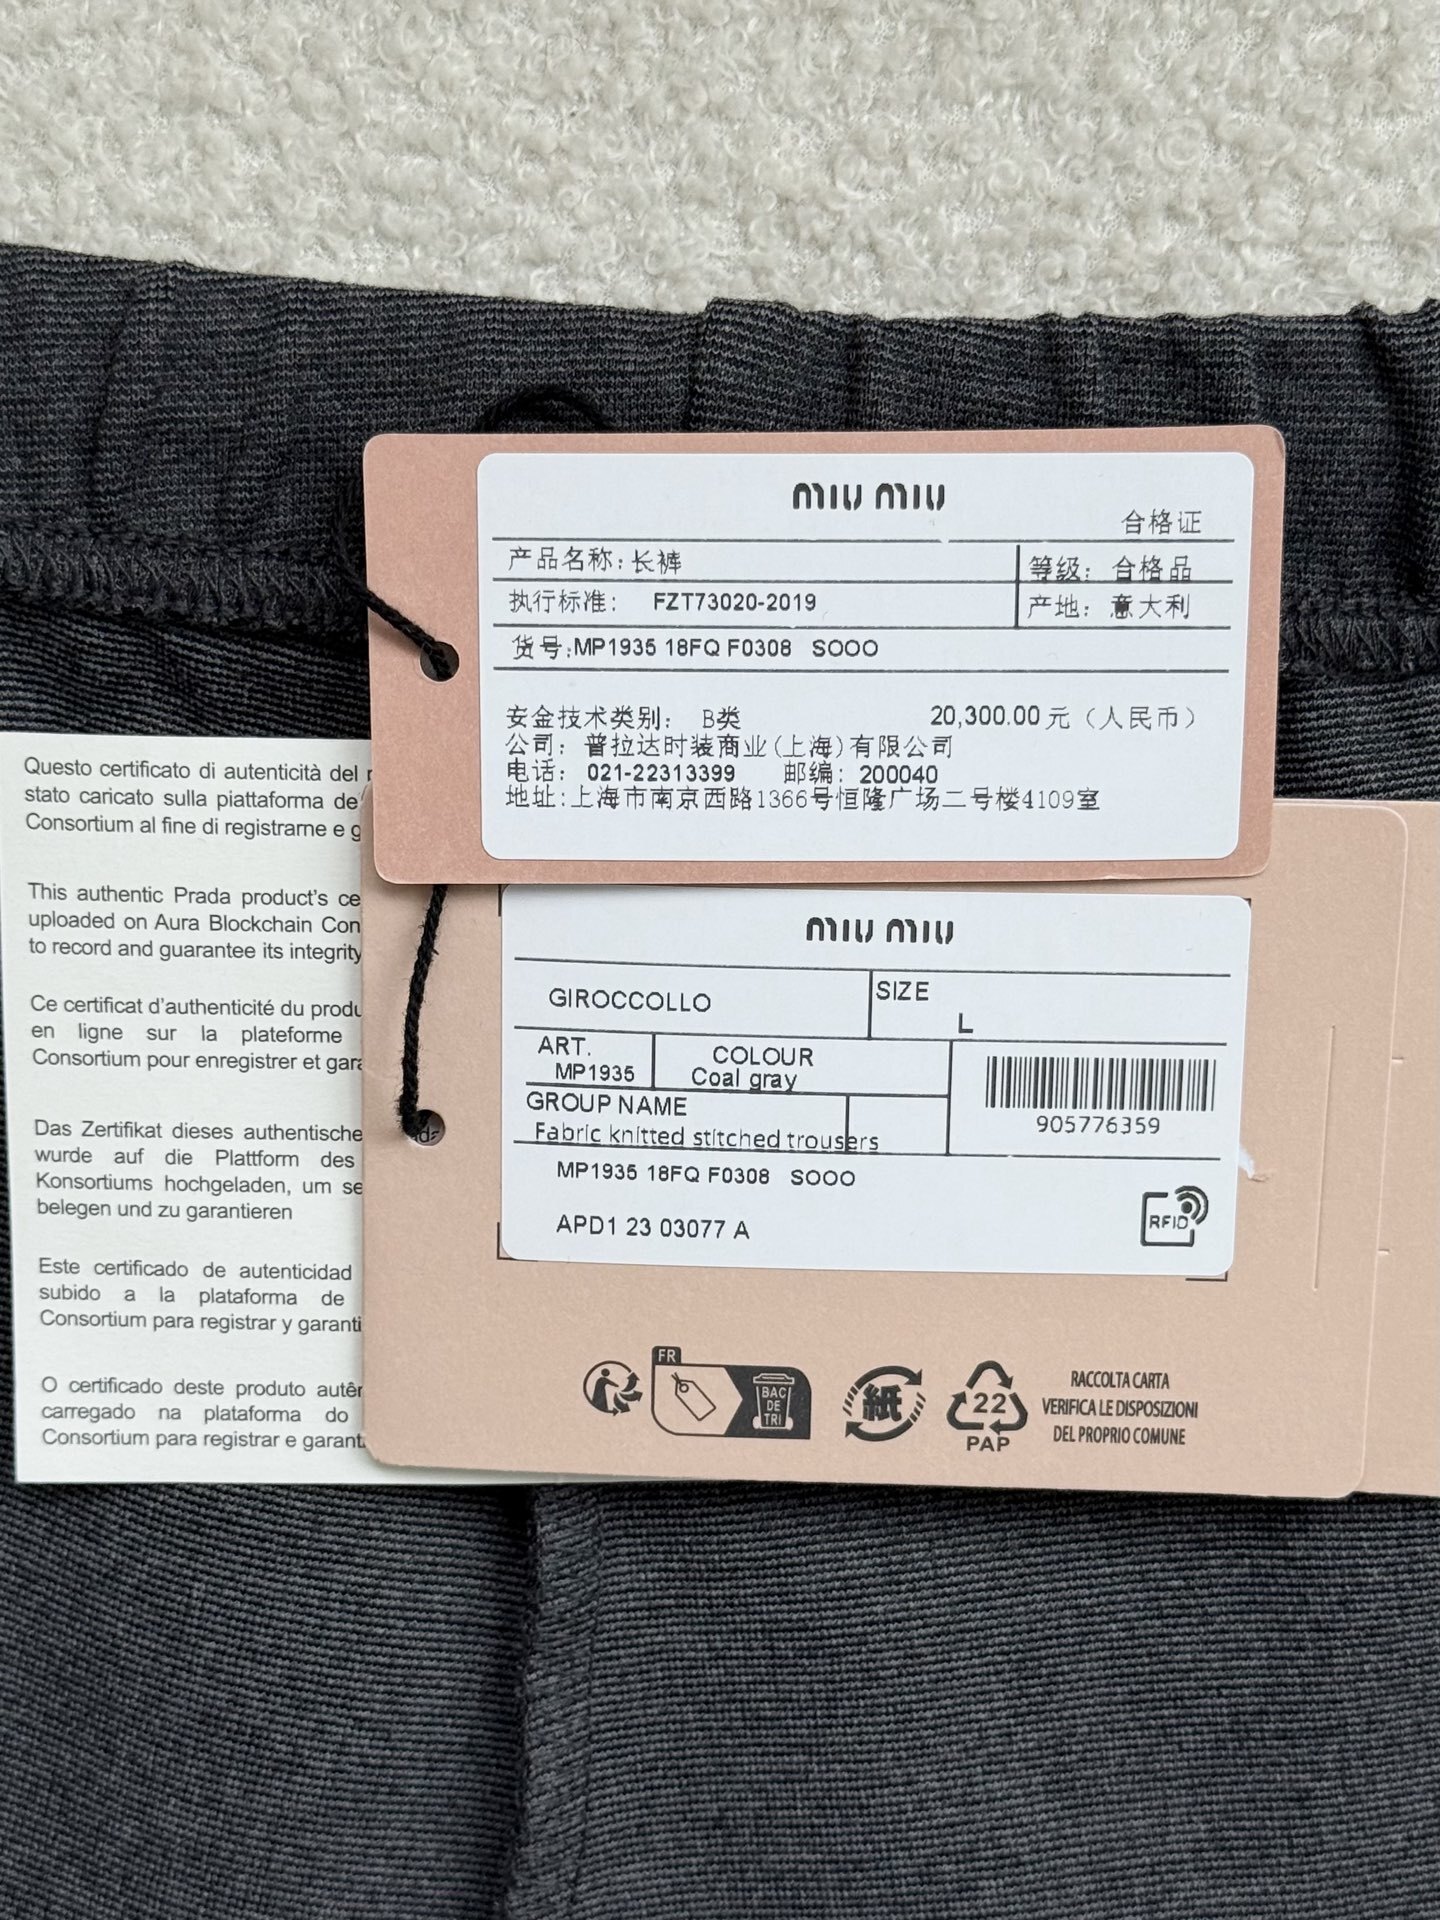 miu miu
合格证
产品名称：长裤
等级： 合格品
执行标准： FZT73020-2019
产地： 意大利
货号:MP1935 18FQ F0308 SOOO
安金技术类别： B类 20,300.00 元（人民币）
公司： 普拉达时装商业(上海)有限公司
电话： 021-22313399 邮编： 200040
地址:上海市南京西路1366号恒隆广场二号楼4109室
miu miu
GIROCCOLLO
SIZE
L
ART.
MP1935
COLOUR
Coal gray
905776359
GROUP NAME
Fabric knitted stitched trousers
MP1935 18FQ F0308 SOOO
APD1 23 03077 A
RFID
FR
BAC
DE
TRI
紙
22
PAP
RACCOLTA CARTA
VERIFICA LE DISPOSIZIONI
DEL PROPRIO COMUNE
Questo certificato di autenticità del
stato caricato sulla piattaforma de
Consortium al fine di registrarne e g
This authentic Prada product's ce
uploaded on Aura Blockchain Con
to record and guarantee its integrity
Ce certificat d'authenticité du produ
en ligne sur la plateforme
Consortium pour enregistrer et gara
Das Zertifikat dieses authentische
wurde auf die Plattform des
Konsortiums hochgeladen, um se
belegen und zu garantieren
Este certificado de autenticidad
subido a la plataforma de
Consortium para registrar y garanti
O certificado deste produto autên
carregado na plataforma do
Consortium para registrar e garant